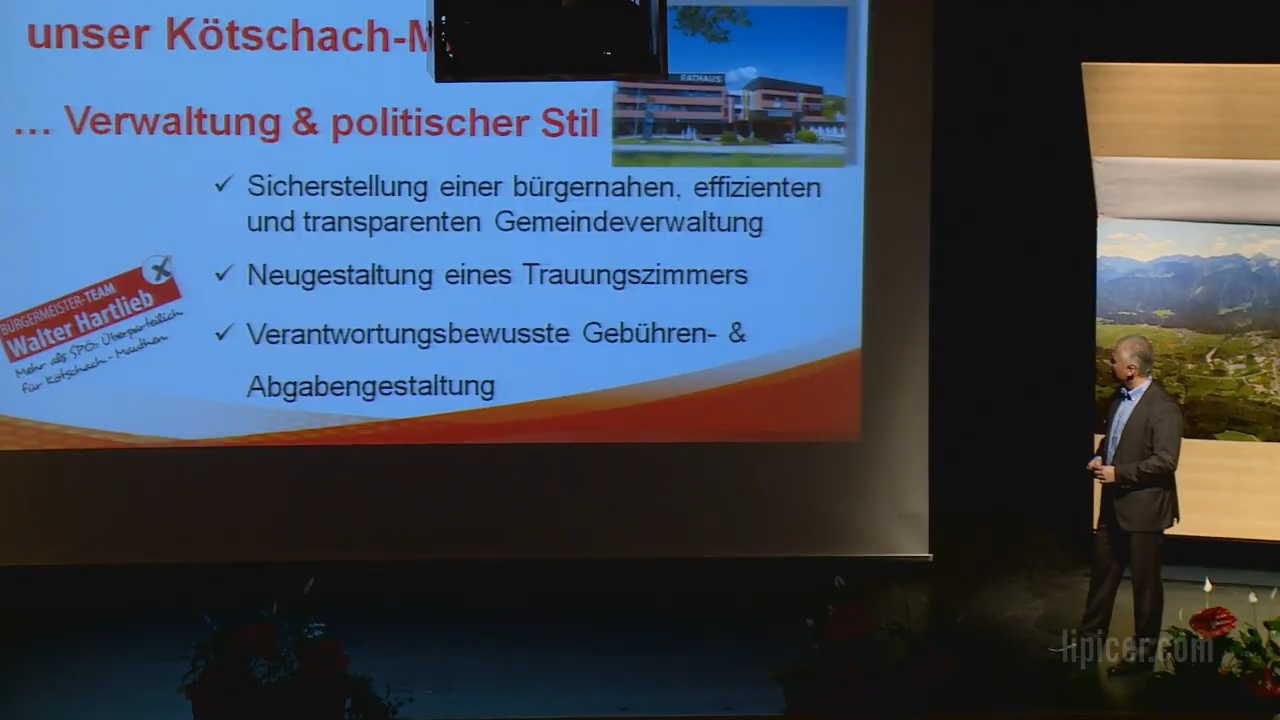 unser Kötschach-M
RATHAUS
... Verwaltung & politischer Stil
✓ Sicherstellung einer bürgernahen, effizienten
und transparenten Gemeindeverwaltung
✓ Neugestaltung eines Trauungszimmers
✓ Verantwortungsbewusste Gebühren- &
Abgabengestaltung
BÜRGERMEISTER-TEAM
Walter Hartlieb
Mehr als SPÖ: Überparteilich
für Kötschach-Mauthen
lipicer.com